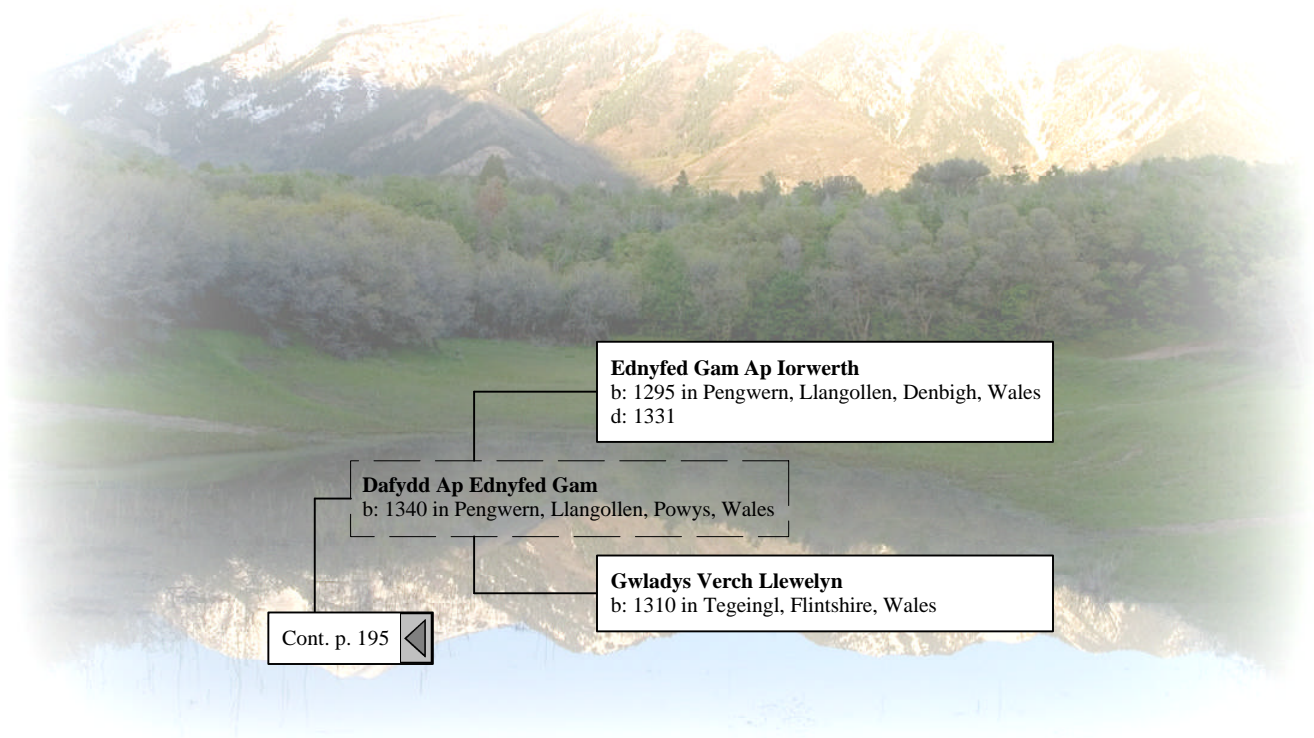 Ednyfed Gam Ap Iorwerth
b: 1295 in Pengwern, Llangollen, Denbigh, Wales
d: 1331
Dafydd Ap Ednyfed Gam
b: 1340 in Pengwern, Llangollen, Powys, Wales
Gwladys Verch Llewelyn
b: 1310 in Tegeingl, Flintshire, Wales
Cont. p. 195